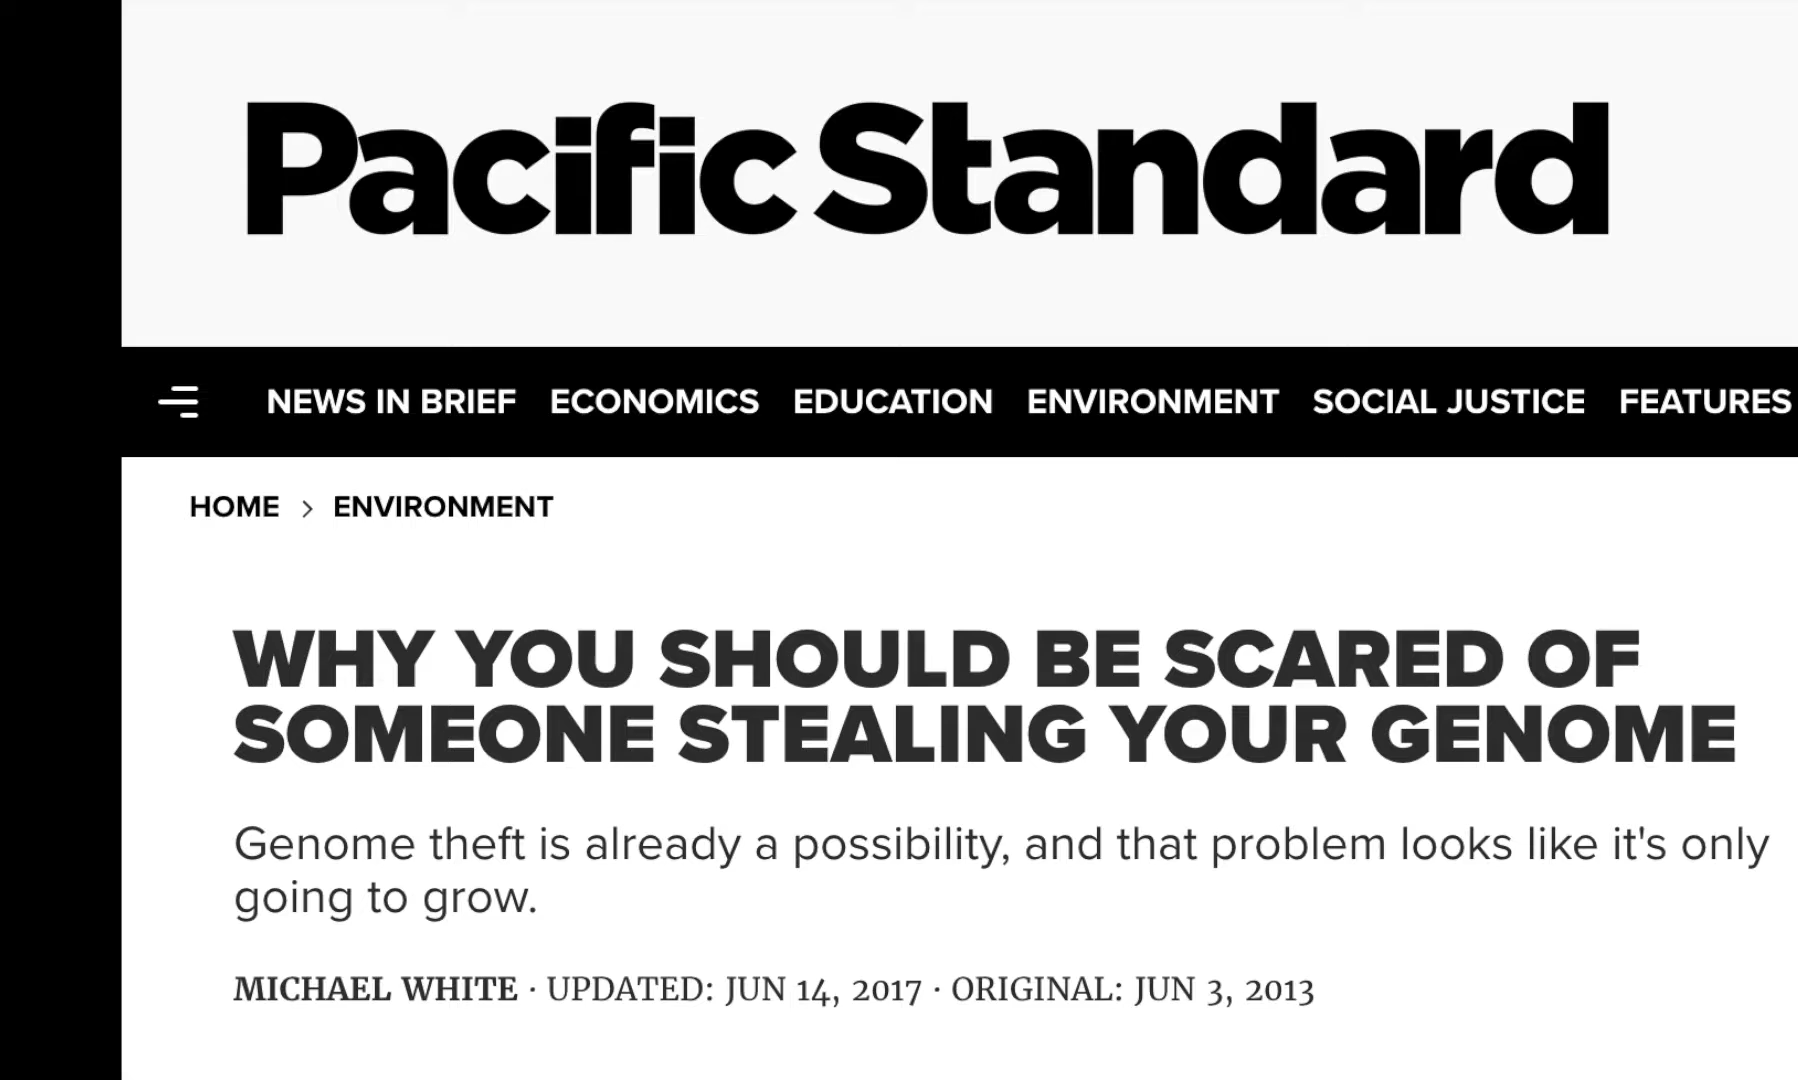 Pacific Standard
NEWS IN BRIEF ECONOMICS EDUCATION ENVIRONMENT SOCIAL JUSTICE FEATURES
HOME > ENVIRONMENT
WHY YOU SHOULD BE SCARED OF
SOMEONE STEALING YOUR GENOME
Genome theft is already a possibility, and that problem looks like it's only
going to grow.
MICHAEL WHITE · UPDATED: JUN 14, 2017 · ORIGINAL: JUN 3, 2013